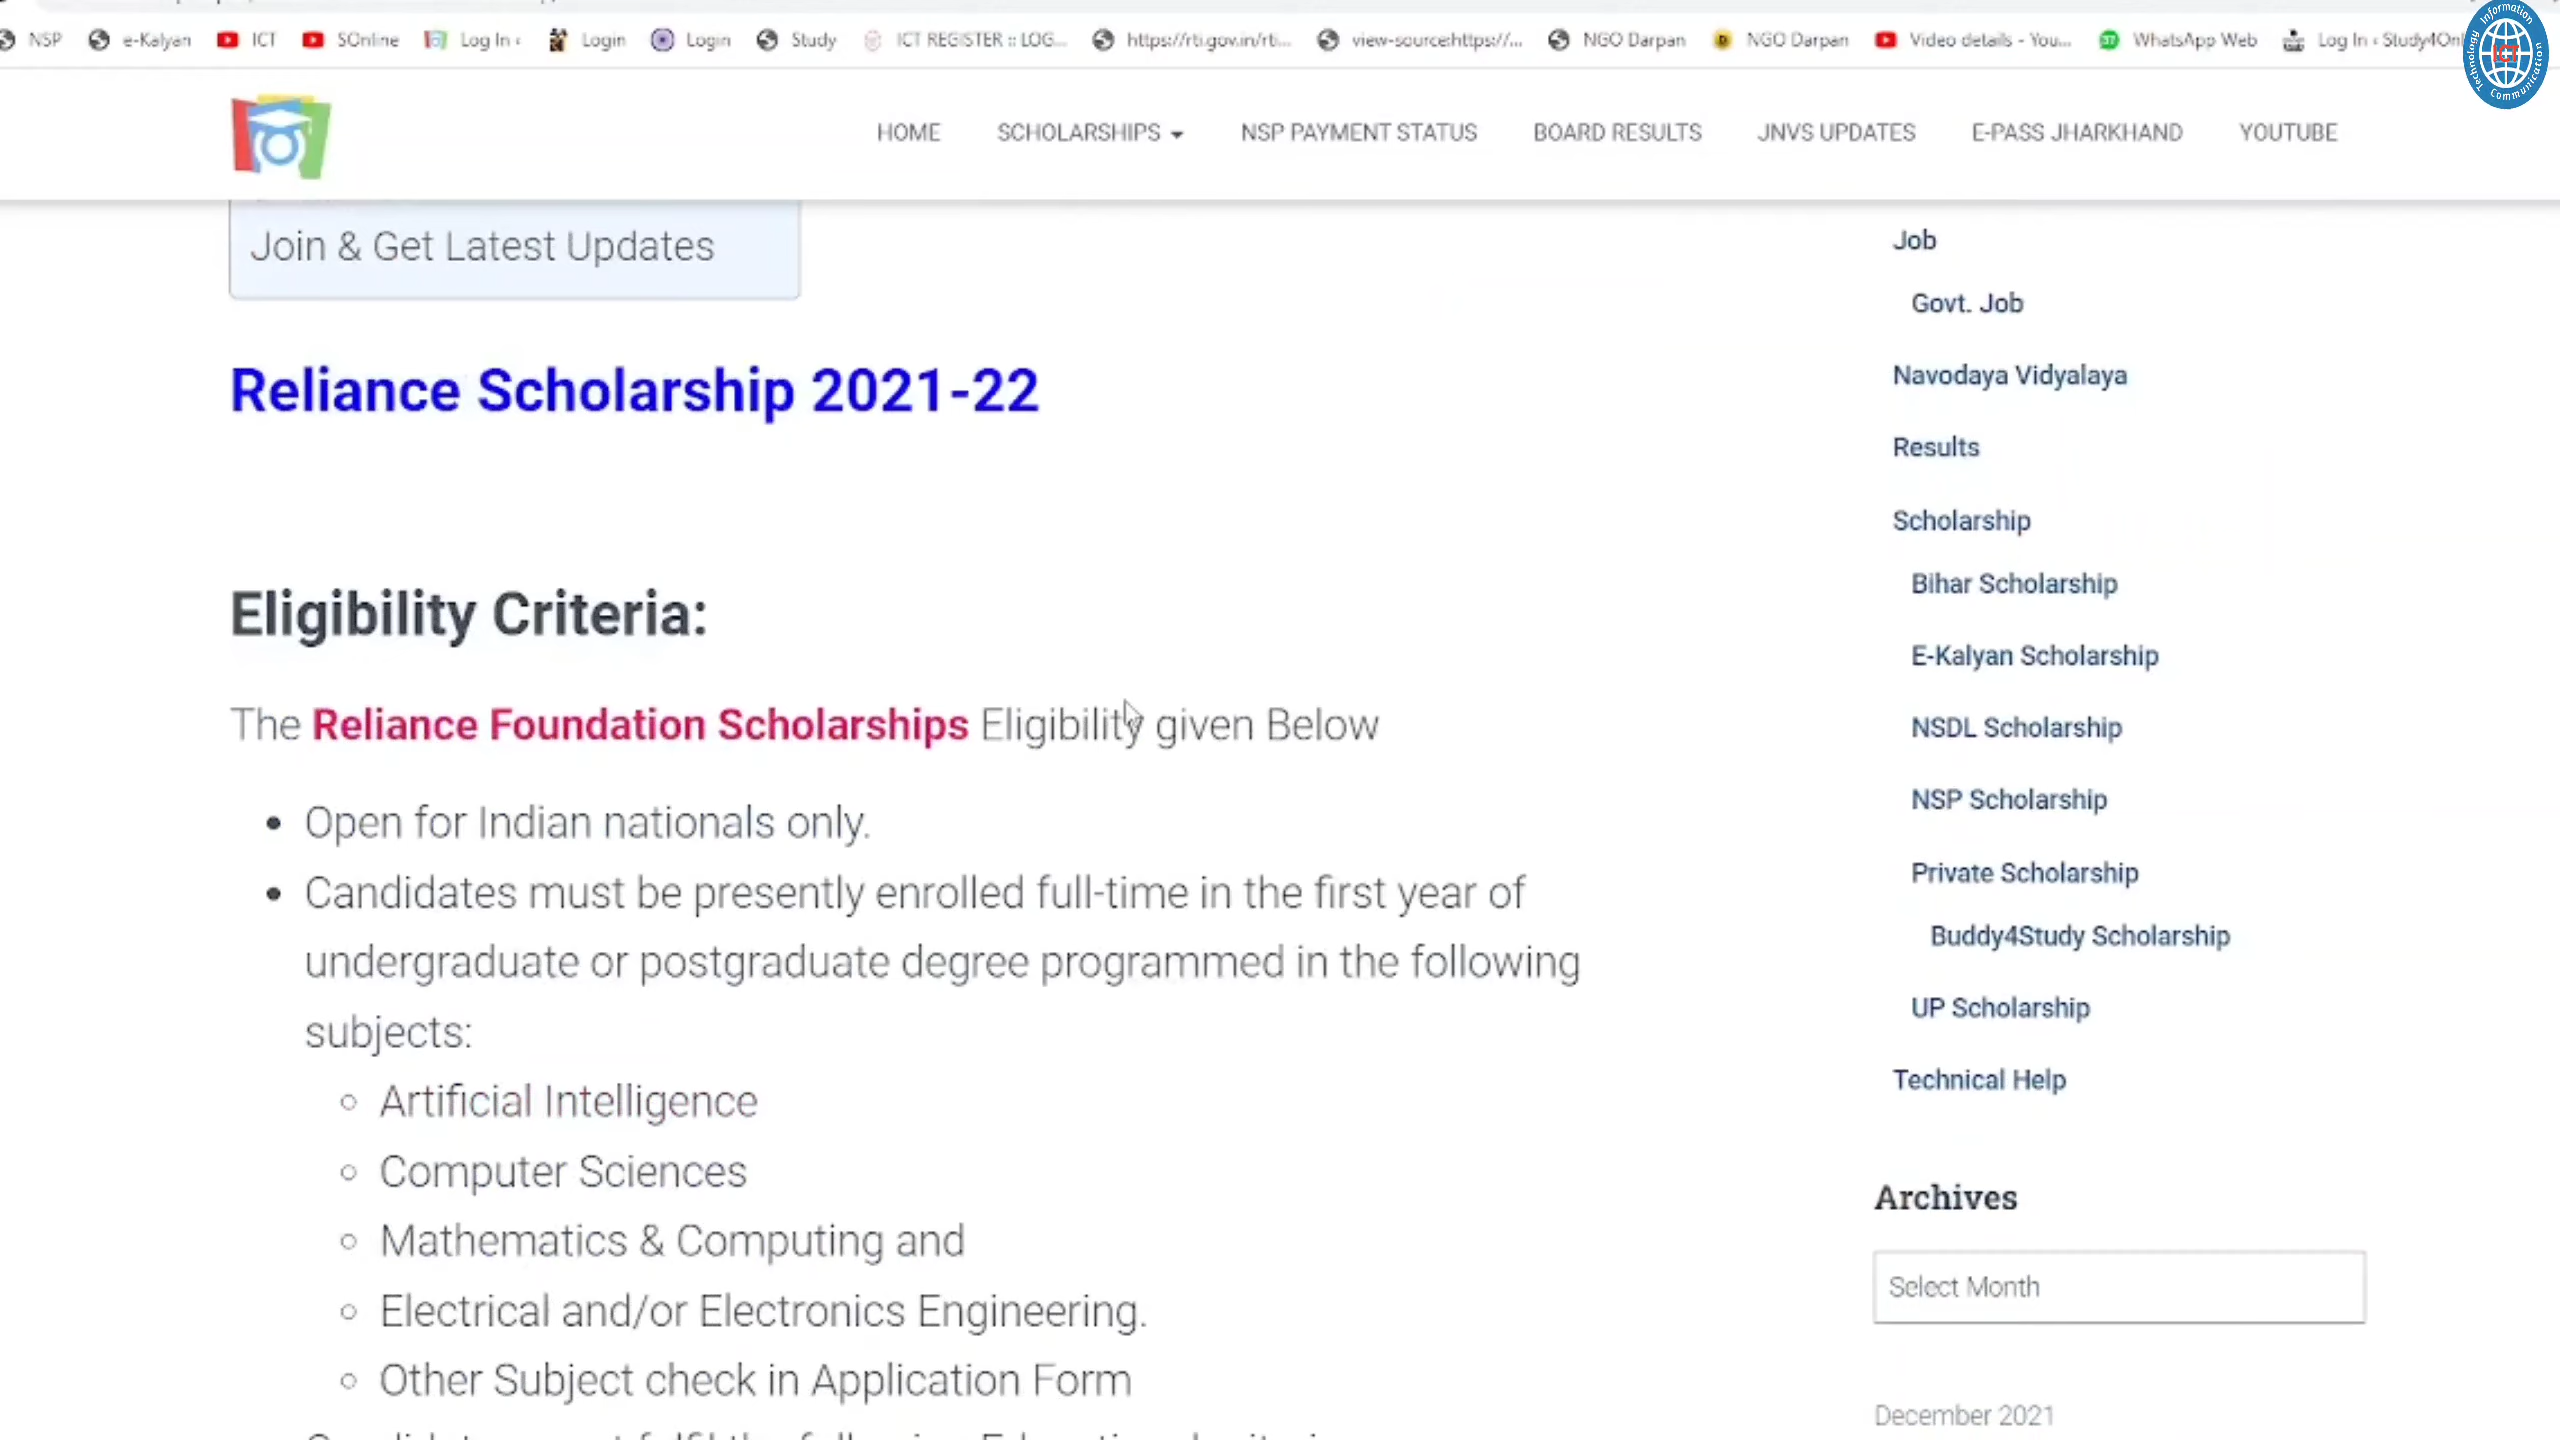 NSP e-Kalyan ICT SOnline Log In ‹ Login Login Study ICT REGISTER :: LOG... https://rti.gov.in/rti... view-source:https://... NGO Darpan NGO Darpan Video details - You... WhatsApp Web Log In ‹ Study4Onl
Information Communication Technology
ICT
HOME SCHOLARSHIPS NSP PAYMENT STATUS BOARD RESULTS JNVS UPDATES E-PASS JHARKHAND YOUTUBE
Join & Get Latest Updates
Reliance Scholarship 2021-22
Eligibility Criteria:
The Reliance Foundation Scholarships Eligibility given Below
Open for Indian nationals only.
Candidates must be presently enrolled full-time in the first year of
undergraduate or postgraduate degree programmed in the following
subjects:
Artificial Intelligence
Computer Sciences
Mathematics & Computing and
Electrical and/or Electronics Engineering.
Other Subject check in Application Form
Job
Govt. Job
Navodaya Vidyalaya
Results
Scholarship
Bihar Scholarship
E-Kalyan Scholarship
NSDL Scholarship
NSP Scholarship
Private Scholarship
Buddy4Study Scholarship
UP Scholarship
Technical Help
Archives
Select Month
December 2021